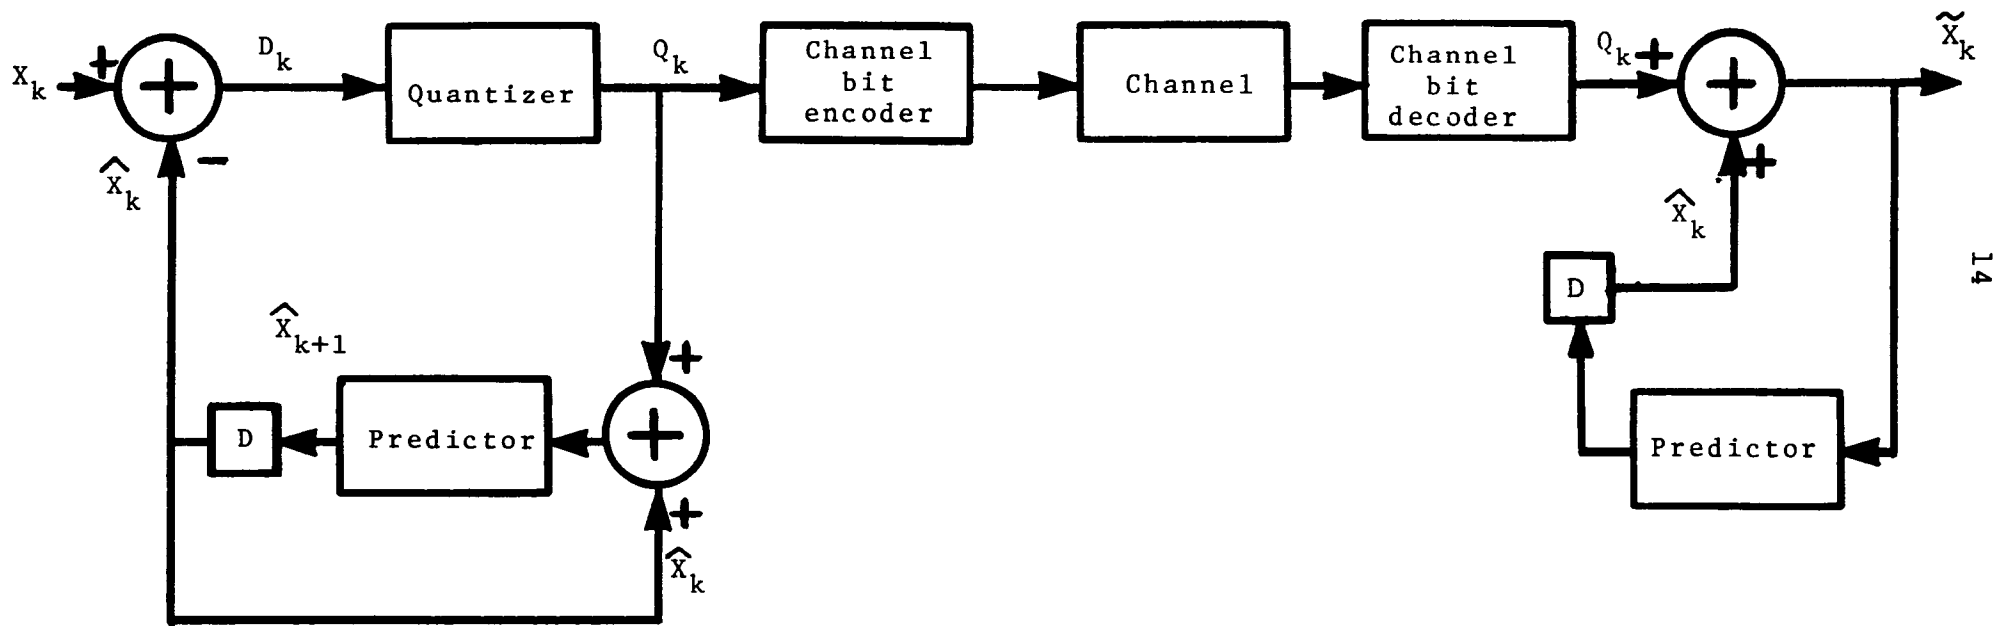 X_k
+
+
D_k
Quantizer
Q_k
Channel
bit
encoder
Channel
Channel
bit
decoder
Q_k
+
+
X̃_k
X̂_k
−
X̂_k
+
D
X̂_{k+1}
+
D
Predictor
+
Predictor
+
X̂_k
14